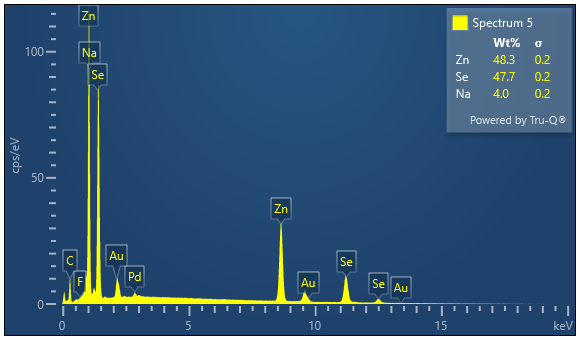 Zn
Spectrum 5
Wt% σ
Zn 48.3 0.2
Se 47.7 0.2
Na 4.0 0.2
Powered by Tru-Q®
100
Na
Se
cps/eV
50
Zn
C
Au
Se
F
Pd
Au
Se
Au
0
0 5 10 15 keV